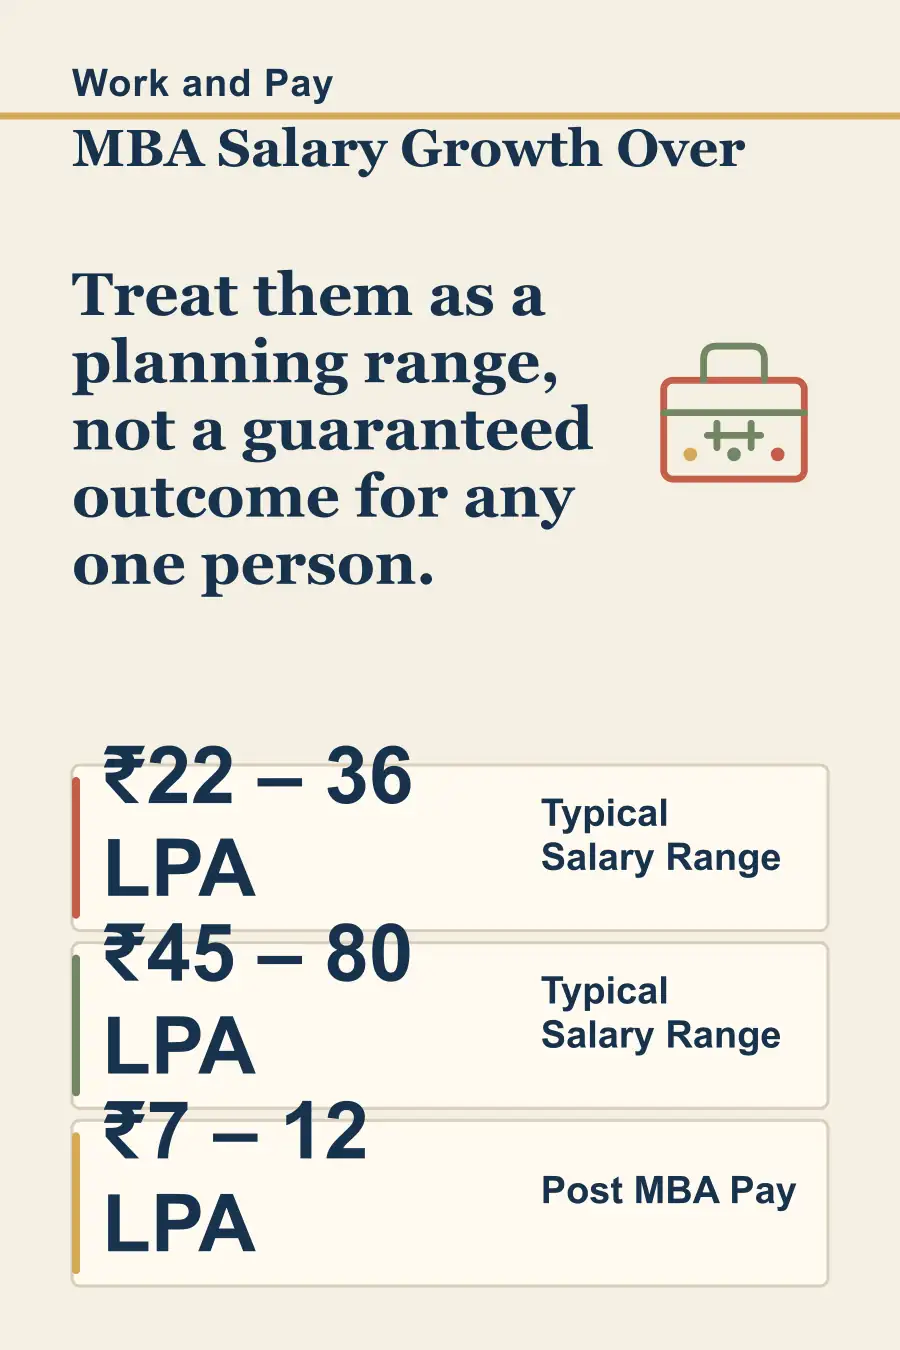 Work and Pay
MBA Salary Growth Over
Treat them as a
planning range,
not a guaranteed
outcome for any
one person.
₹22 – 36
LPA
Typical
Salary Range
₹45 – 80
LPA
Typical
Salary Range
₹7 – 12
LPA
Post MBA Pay